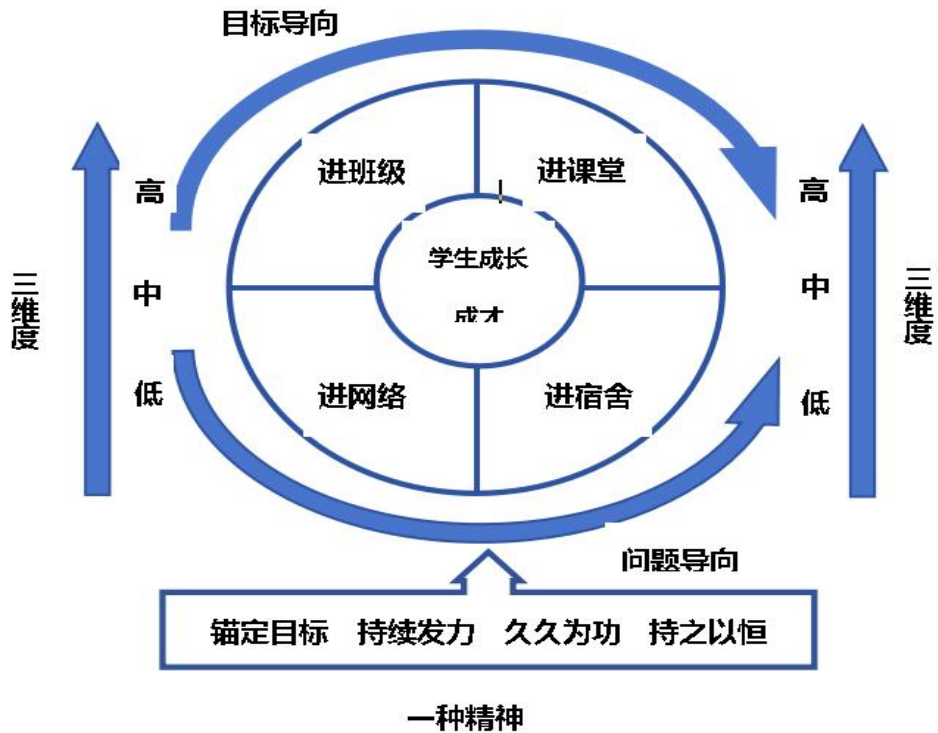 目标导向
进班级
进课堂
高
高
三维度
中
学生成长
成才
中
三维度
低
进网络
进宿舍
低
问题导向
锚定目标 持续发力 久久为功 持之以恒
一种精神